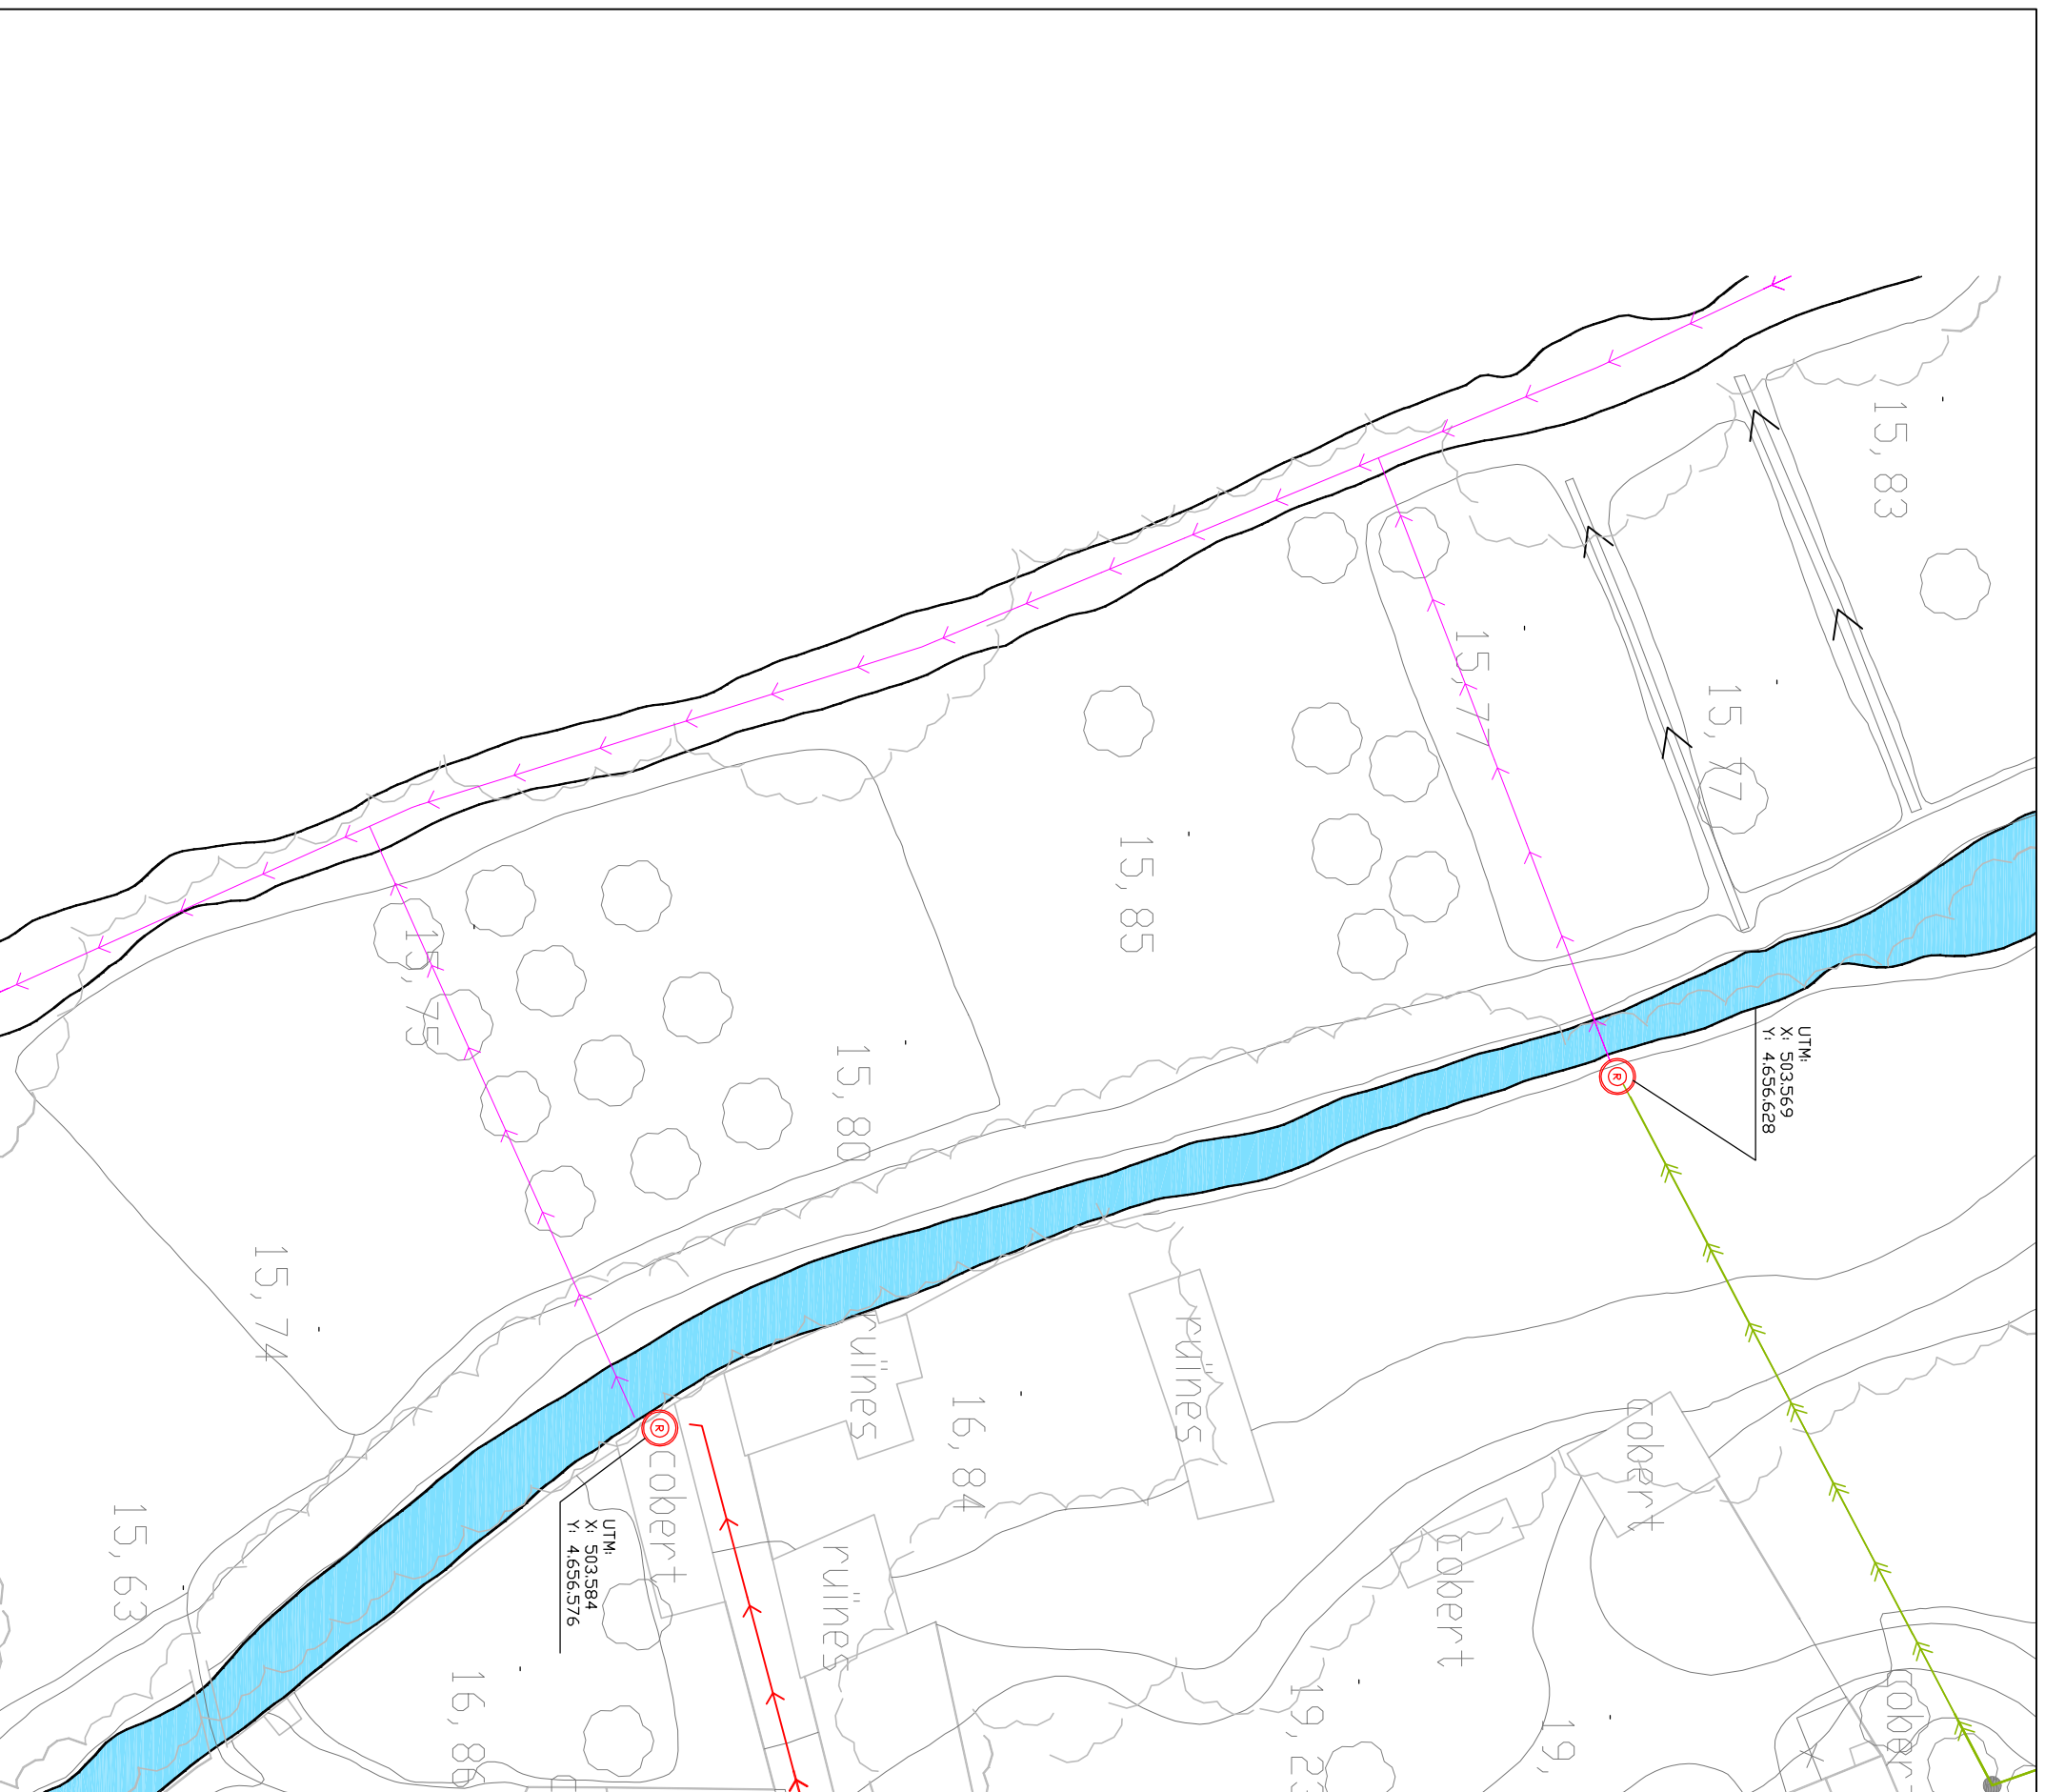 15,83
15,77
15,77
15,85
UTM:
X: 503.569
Y: 4.656.628
R
15,75
15,80
15,74
ruïnes
ruïnes
16,84
cobert
cobert
R
cobert
UTM:
X: 503.584
Y: 4.656.576
15,63
ruïnes
16,86
19,23
19,